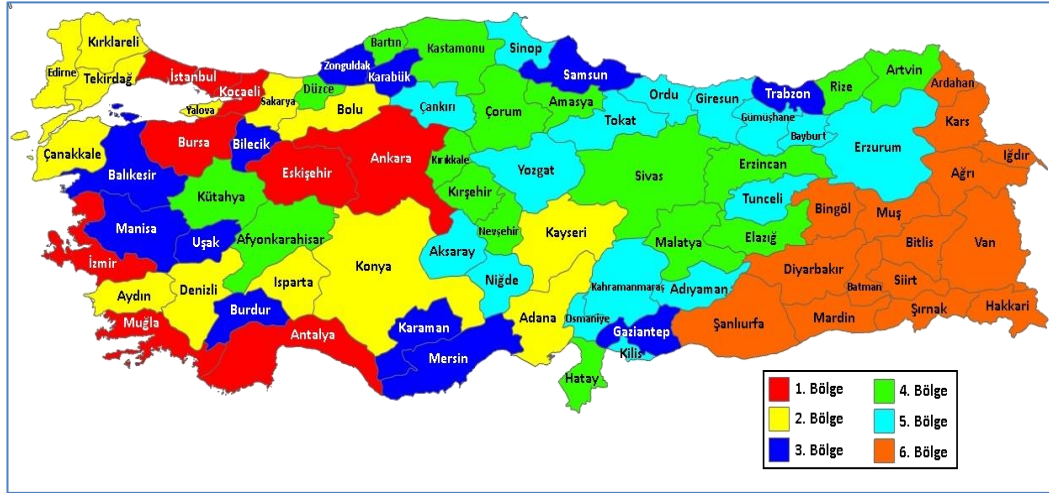 Kırklareli
Edirne
Tekirdağ
İstanbul
Kocaeli
Yalova
Sakarya
Düzce
Bolu
Zonguldak
Bartın
Karabük
Kastamonu
Sinop
Samsun
Çankırı
Çorum
Amasya
Tokat
Ordu
Giresun
Trabzon
Gümüşhane
Bayburt
Rize
Artvin
Ardahan
Kars
Iğdır
Ağrı
Erzurum
Erzincan
Çanakkale
Balıkesir
Bursa
Bilecik
Eskişehir
Ankara
Kırıkkale
Kırşehir
Yozgat
Sivas
Tunceli
Bingöl
Muş
Bitlis
Van
Kütahya
Manisa
Uşak
Afyonkarahisar
Nevşehir
Kayseri
Malatya
Elazığ
İzmir
Aydın
Denizli
Isparta
Konya
Aksaray
Niğde
Kahramanmaraş
Adıyaman
Diyarbakır
Batman
Siirt
Şırnak
Hakkari
Muğla
Burdur
Antalya
Karaman
Mersin
Adana
Osmaniye
Gaziantep
Kilis
Hatay
Şanlıurfa
Mardin
1. Bölge
2. Bölge
3. Bölge
4. Bölge
5. Bölge
6. Bölge